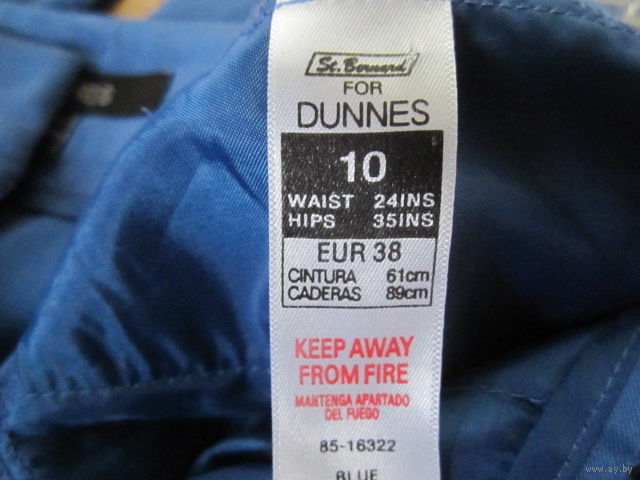 St. Bernard
FOR
DUNNES
10
WAIST 24INS
HIPS 35INS
EUR 38
CINTURA 61cm
CADERAS 89cm
KEEP AWAY
FROM FIRE
MANTENGA APARTADO
DEL FUEGO
85-16322
BLUE
www.ay.by